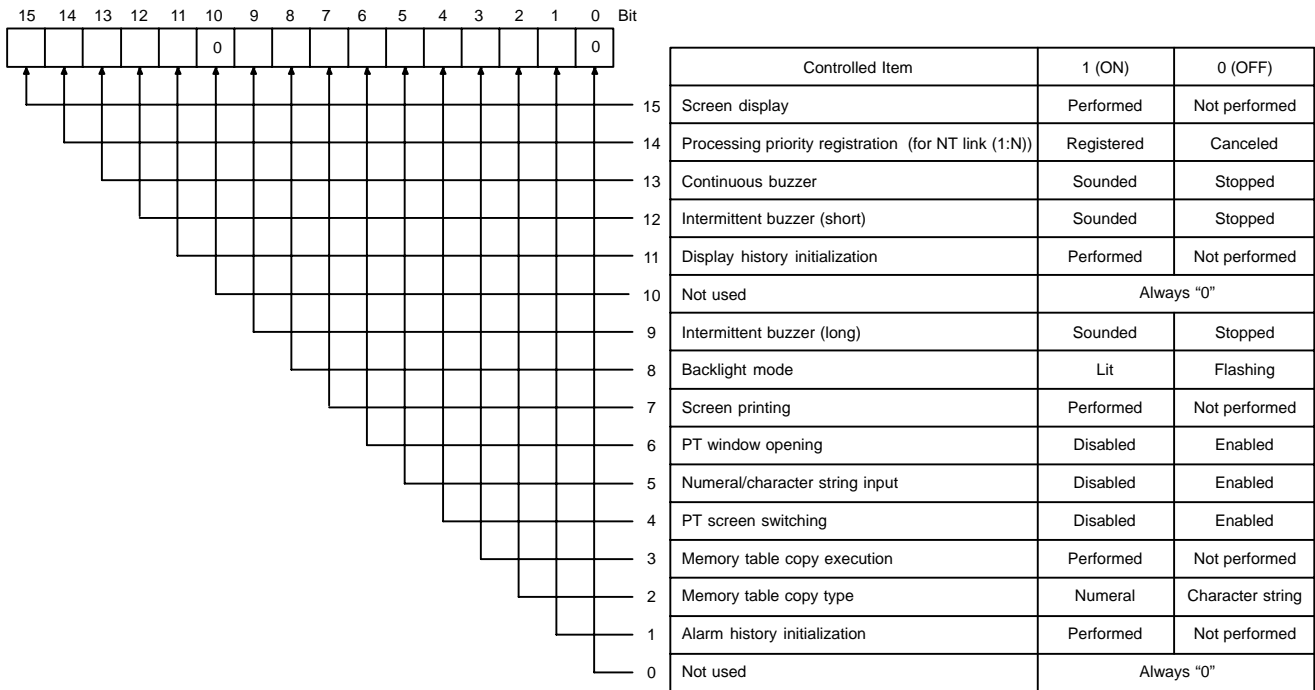 15 14 13 12 11 10 9 8 7 6 5 4 3 2 1 0 Bit
0 0
Controlled Item 1 (ON) 0 (OFF)
15 Screen display Performed Not performed
14 Processing priority registration (for NT link (1:N)) Registered Canceled
13 Continuous buzzer Sounded Stopped
12 Intermittent buzzer (short) Sounded Stopped
11 Display history initialization Performed Not performed
10 Not used Always “0”
9 Intermittent buzzer (long) Sounded Stopped
8 Backlight mode Lit Flashing
7 Screen printing Performed Not performed
6 PT window opening Disabled Enabled
5 Numeral/character string input Disabled Enabled
4 PT screen switching Disabled Enabled
3 Memory table copy execution Performed Not performed
2 Memory table copy type Numeral Character string
1 Alarm history initialization Performed Not performed
0 Not used Always “0”